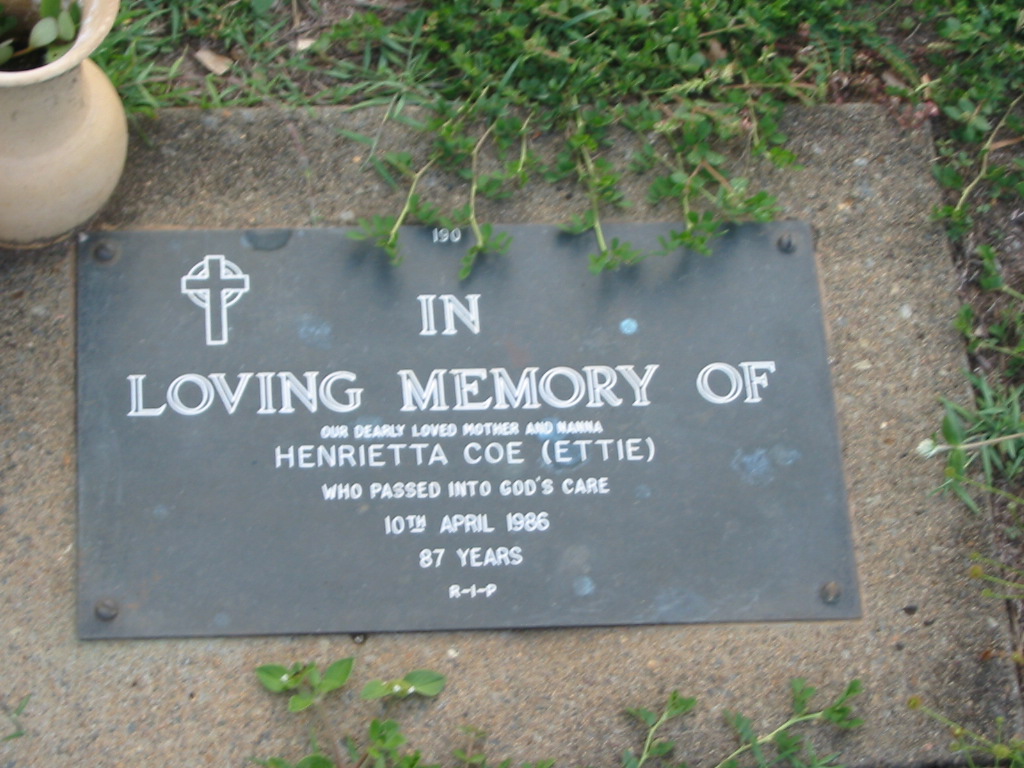 190
IN
LOVING MEMORY OF
OUR DEARLY LOVED MOTHER AND NANNA
HENRIETTA COE (ETTIE)
WHO PASSED INTO GOD'S CARE
10TH APRIL 1986
87 YEARS
R-I-P